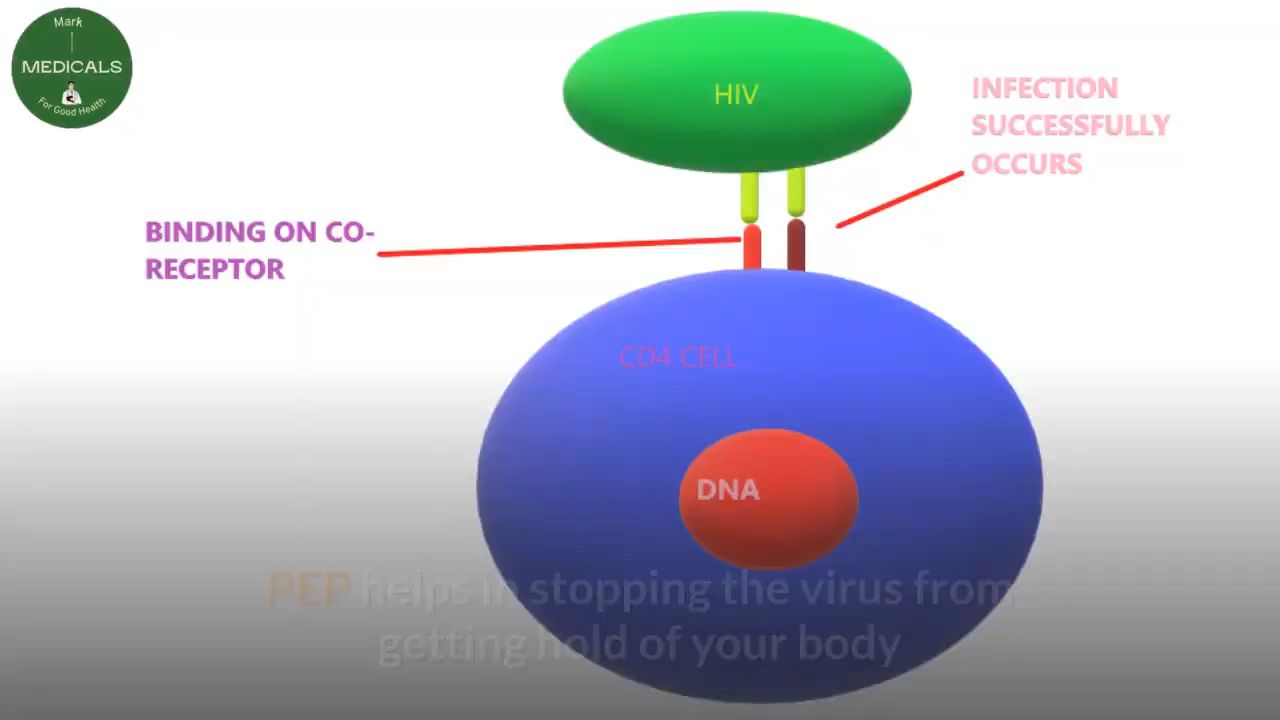 Mark
MEDICALS
For Good Health
HIV
INFECTION
SUCCESSFULLY
OCCURS
BINDING ON CO-
RECEPTOR
CD4 CELL
DNA
PEP helps in stopping the virus from
getting hold of your body